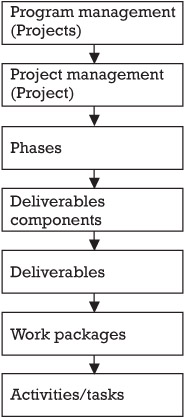 Program management
(Projects)
Project management
(Project)
Phases
Deliverables
components
Deliverables
Work packages
Activities/tasks